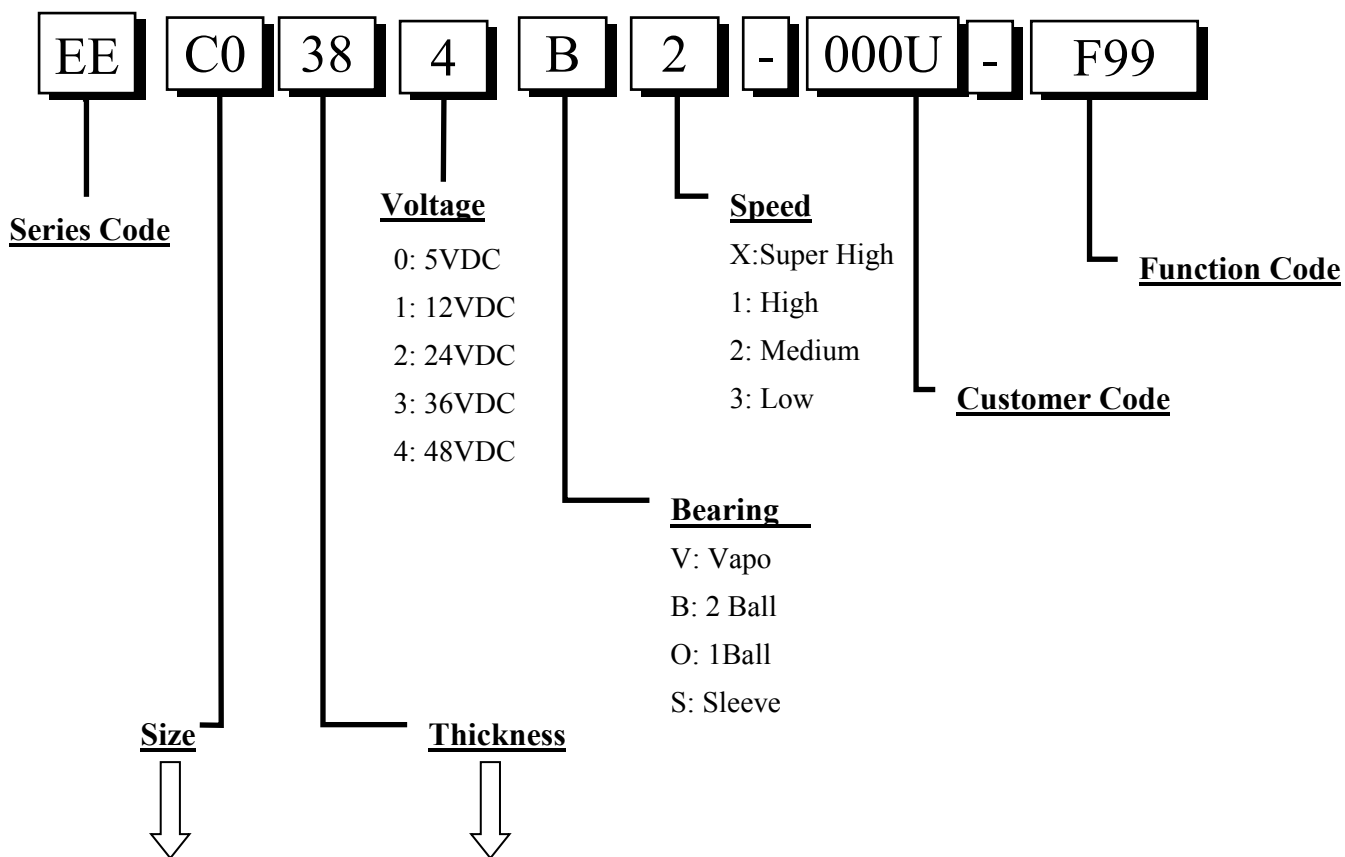 EE C0 38 4 B 2 - 000U - F99
Series Code
Voltage
0: 5VDC
1: 12VDC
2: 24VDC
3: 36VDC
4: 48VDC
Speed
X:Super High
1: High
2: Medium
3: Low
Function Code
Customer Code
Bearing
V: Vapo
B: 2 Ball
O: 1Ball
S: Sleeve
Size
Thickness